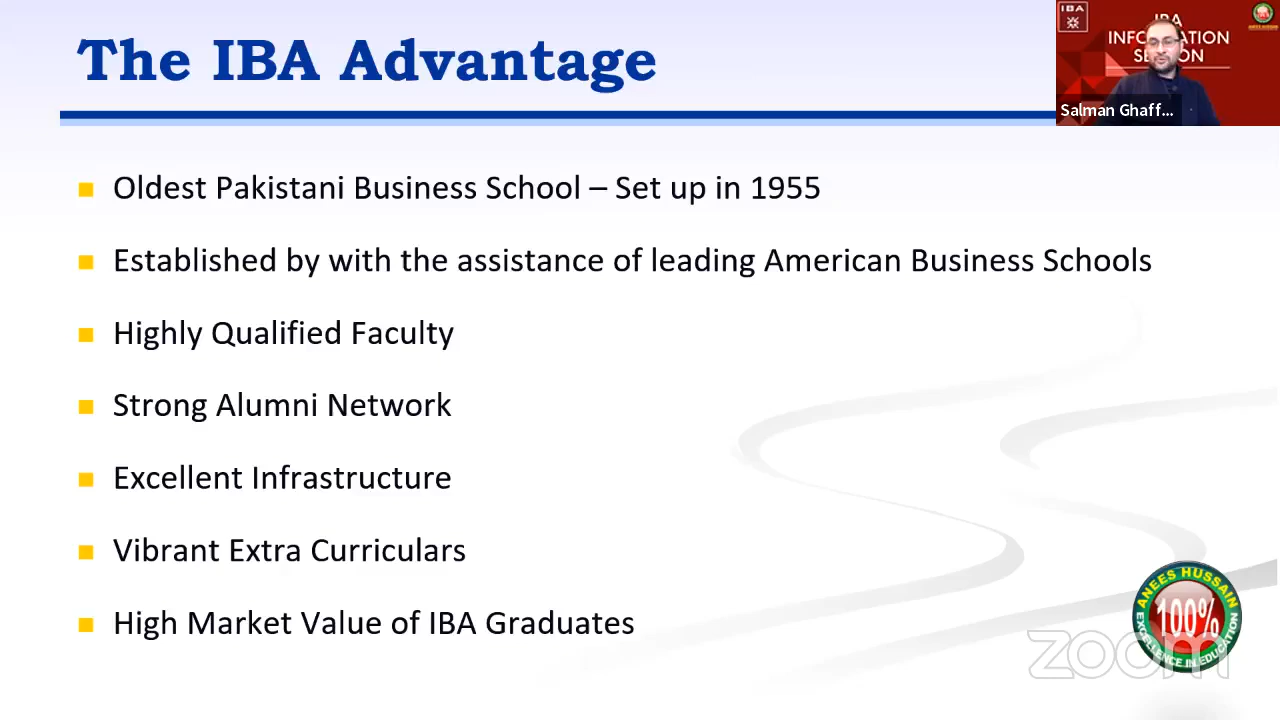 The IBA Advantage
IBA
IBA
INFORMATION
SESSION
Salman Ghaff...
Oldest Pakistani Business School – Set up in 1955
Established by with the assistance of leading American Business Schools
Highly Qualified Faculty
Strong Alumni Network
Excellent Infrastructure
Vibrant Extra Curriculars
High Market Value of IBA Graduates
ANEES HUSSAIN
100%
EXCELLENCE IN EDUCATION
zoom